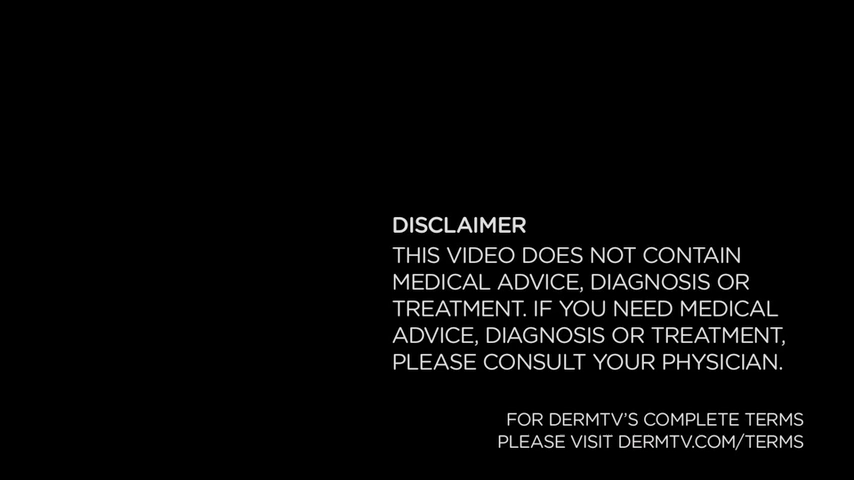 DISCLAIMER
THIS VIDEO DOES NOT CONTAIN
MEDICAL ADVICE, DIAGNOSIS OR
TREATMENT. IF YOU NEED MEDICAL
ADVICE, DIAGNOSIS OR TREATMENT,
PLEASE CONSULT YOUR PHYSICIAN.
FOR DERMTV'S COMPLETE TERMS
PLEASE VISIT DERMTV.COM/TERMS